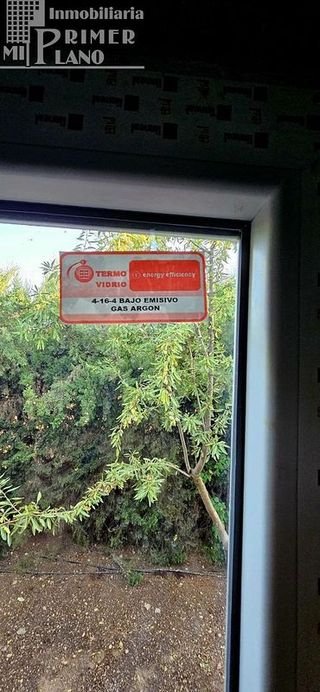 Inmobiliaria
MI PRIMER
PLANO
TERMO
VIDRIO
energy efficiency
4-16-4 BAJO EMISIVO
GAS ARGON